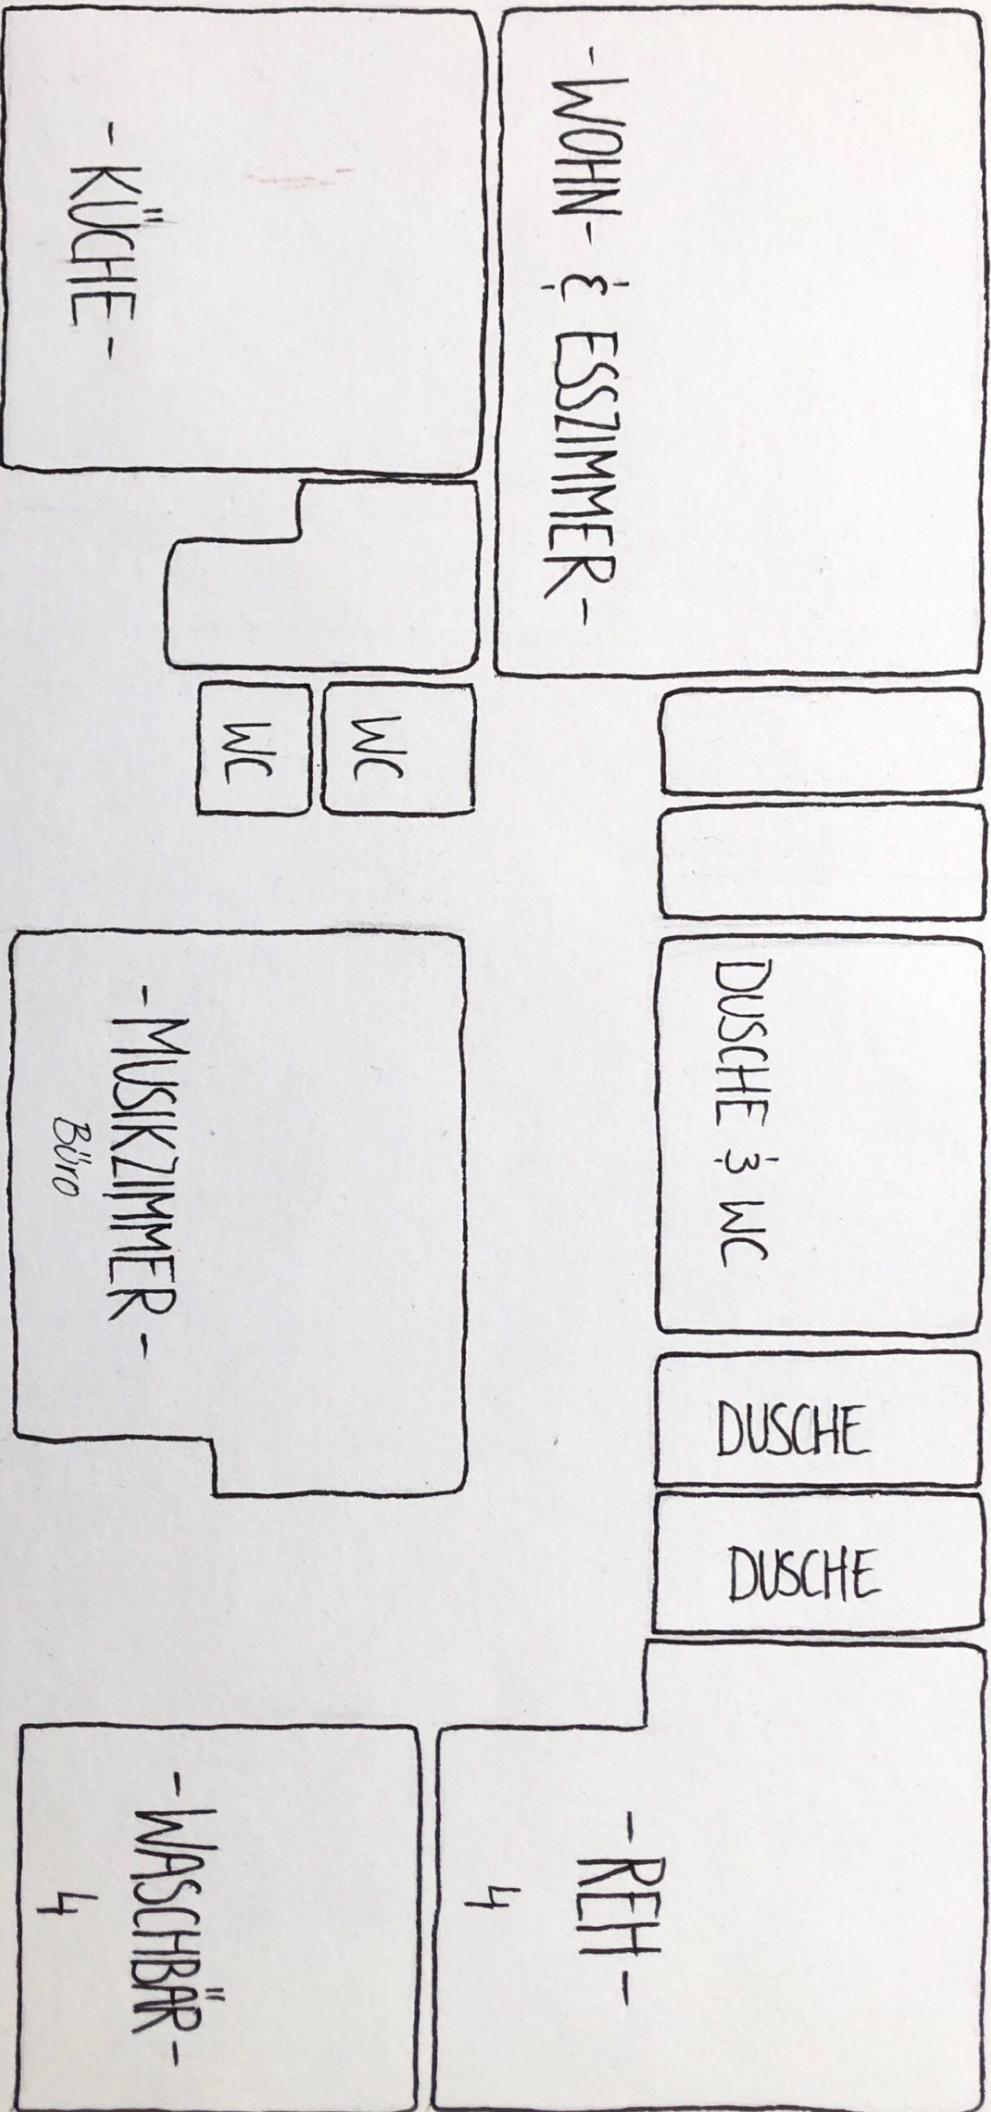 -WOHN- & ESSZIMMER-
-KÜCHE-
WC
WC
DUSCHE & WC
-MUSIKZIMMER-
Büro
DUSCHE
DUSCHE
-REH-
4
-WASCHBÄR-
4